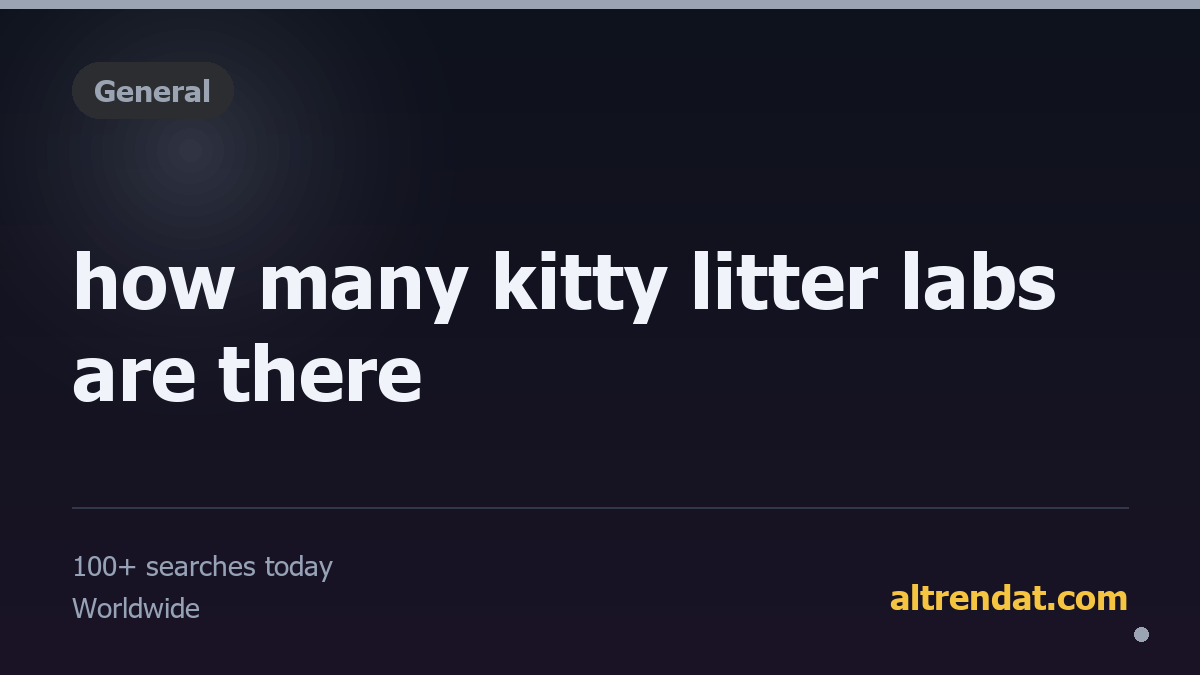 General
how many kitty litter labs
are there
100+ searches today
Worldwide
altrendat.com